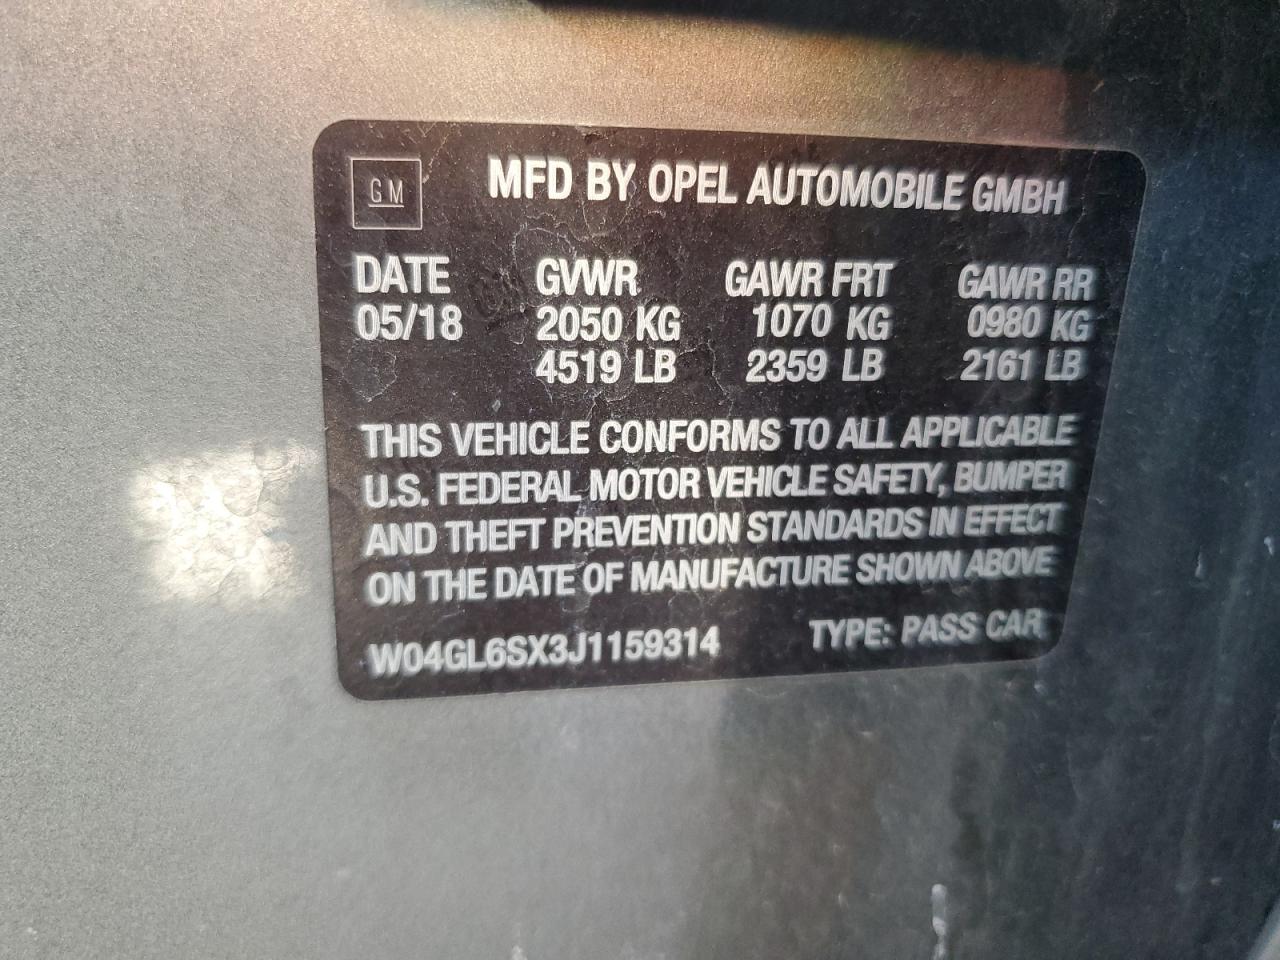 GM
MFD BY OPEL AUTOMOBILE GMBH
DATE GVWR GAWR FRT GAWR RR
05/18 2050 KG 1070 KG 0980 KG
4519 LB 2359 LB 2161 LB
THIS VEHICLE CONFORMS TO ALL APPLICABLE
U.S. FEDERAL MOTOR VEHICLE SAFETY, BUMPER
AND THEFT PREVENTION STANDARDS IN EFFECT
ON THE DATE OF MANUFACTURE SHOWN ABOVE
W04GL6SX3J1159314 TYPE: PASS CAR